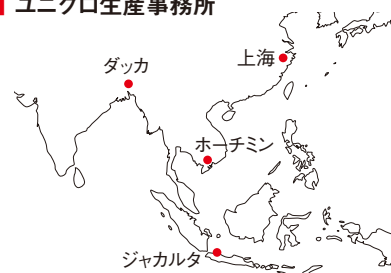 ユニクロ生産事務所
ダッカ
上海
ホーチミン
ジャカルタ